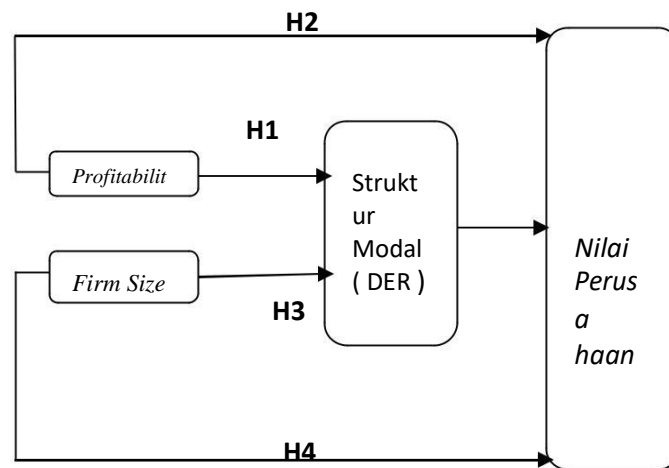 H2
H1
Profitabilit
Strukt
ur
Modal
( DER )
Firm Size
H3
Nilai
Perus
a
haan
H4